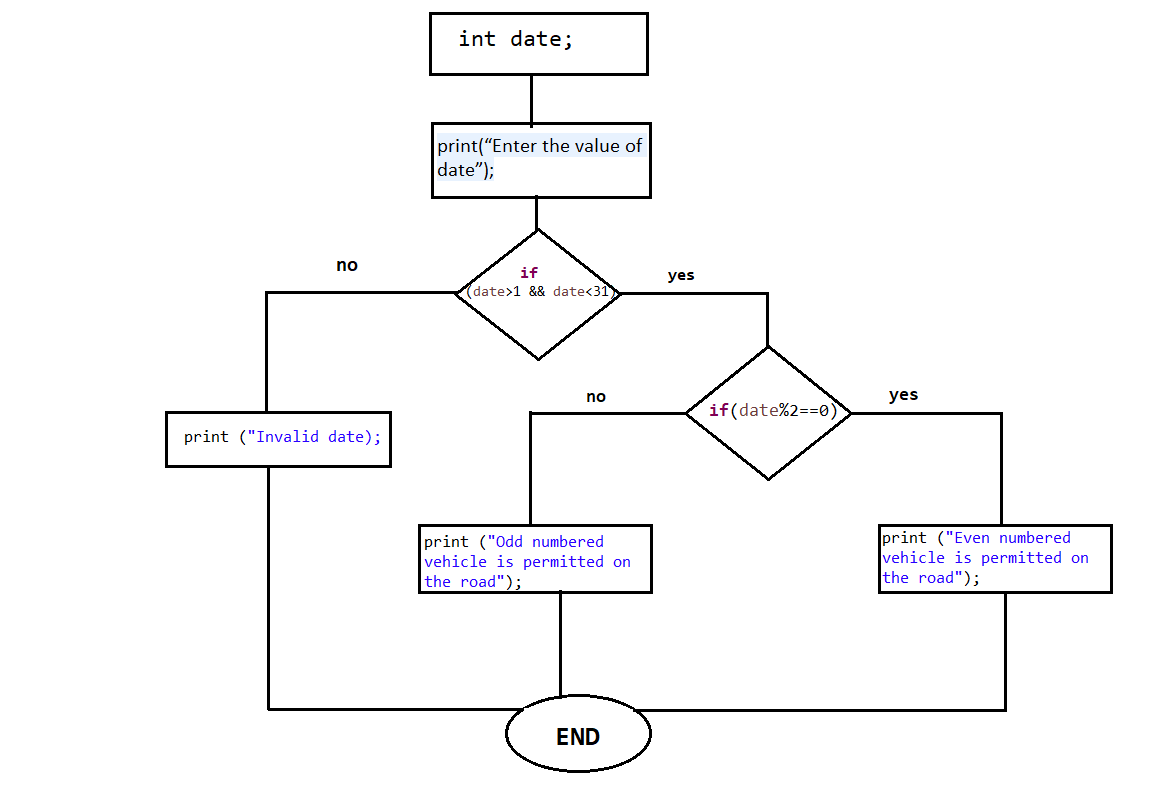 int date;
print(“Enter the value of
date”);
no
yes
if
(date>1 && date<31)
no
yes
if(date%2==0)
print ("Invalid date);
print ("Odd numbered
vehicle is permitted on
the road");
print ("Even numbered
vehicle is permitted on
the road");
END